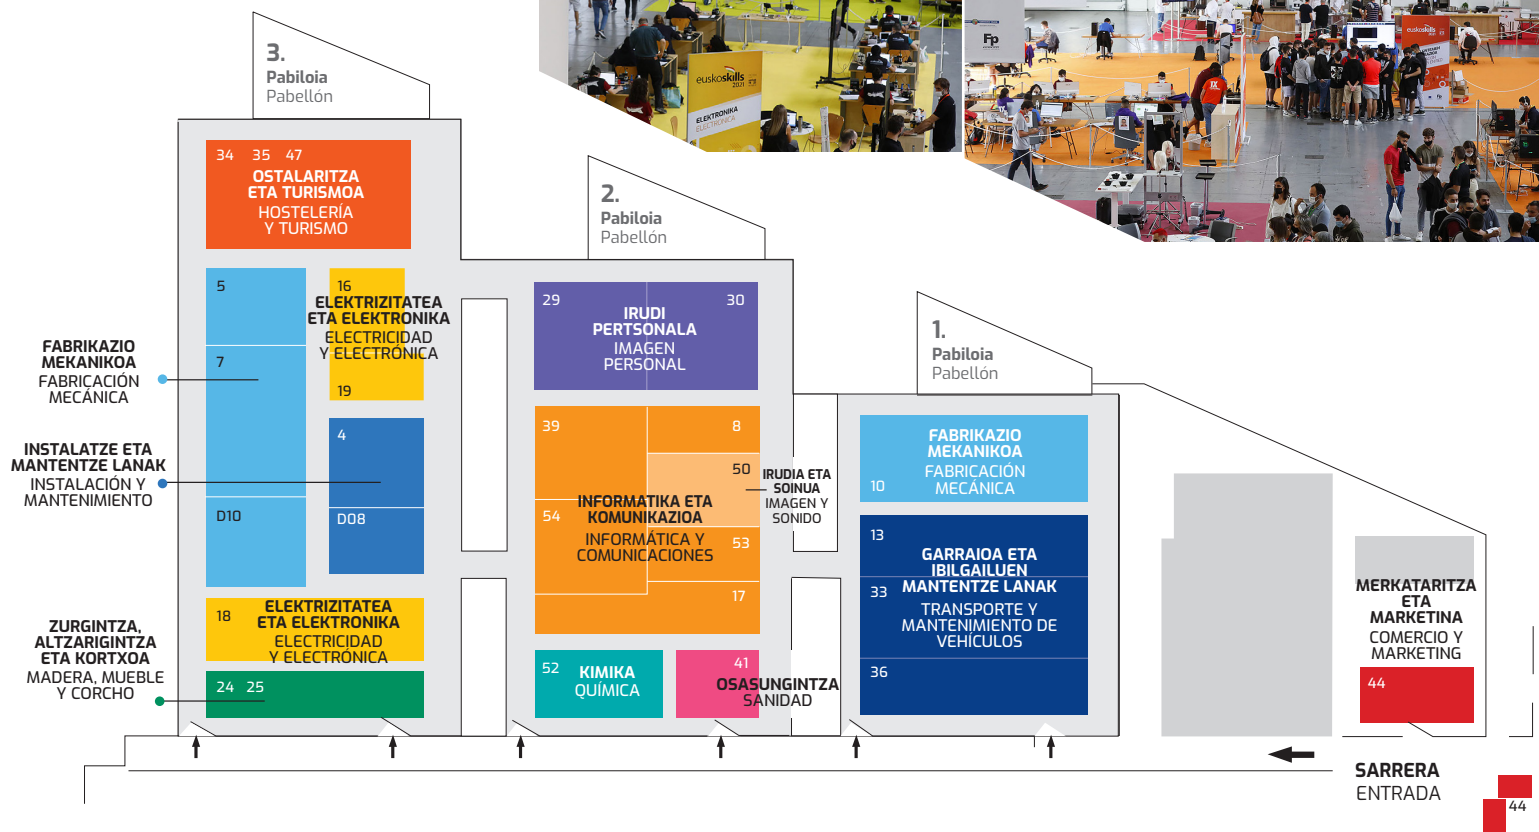 3.
Pabiloia
Pabellón
34 35 47
OSTALARITZA
ETA TURISMOA
HOSTELERÍA
Y TURISMO
5
7
D10
FABRIKAZIO
MEKANIKOA
FABRICACIÓN
MECÁNICA
16
ELEKTRIZITATEA
ETA ELEKTRONIKA
ELECTRICIDAD
Y ELECTRÓNICA
19
INSTALATZE ETA
MANTENTZE LANAK
INSTALACIÓN Y
MANTENIMIENTO
4
D08
18
ELEKTRIZITATEA
ETA ELEKTRONIKA
ELECTRICIDAD
Y ELECTRÓNICA
ZURGINTZA,
ALTZARIGINTZA
ETA KORTXOA
MADERA, MUEBLE
Y CORCHO
24 25
2.
Pabiloia
Pabellón
29
30
IRUDI
PERTSONALA
IMAGEN
PERSONAL
39
8
50
54
53
17
INFORMATIKA ETA
KOMUNIKAZIOA
INFORMÁTICA Y
COMUNICACIONES
IRUDIA ETA
SOINUA
IMAGEN Y
SONIDO
52
KIMIKA
QUÍMICA
41
OSASUNGINTZA
SANIDAD
1.
Pabiloia
Pabellón
FABRIKAZIO
MEKANIKOA
FABRICACIÓN
MECÁNICA
10
13
33
36
GARRAIOA ETA
IBILGAILUEN
MANTENTZE LANAK
TRANSPORTE Y
MANTENIMIENTO DE
VEHÍCULOS
MERKATARITZA
ETA
MARKETINA
COMERCIO Y
MARKETING
44
SARRERA
ENTRADA
44
euskoskills
2021
ELEKTRONIKA
ELECTRÓNICA
Fp
euskoskills